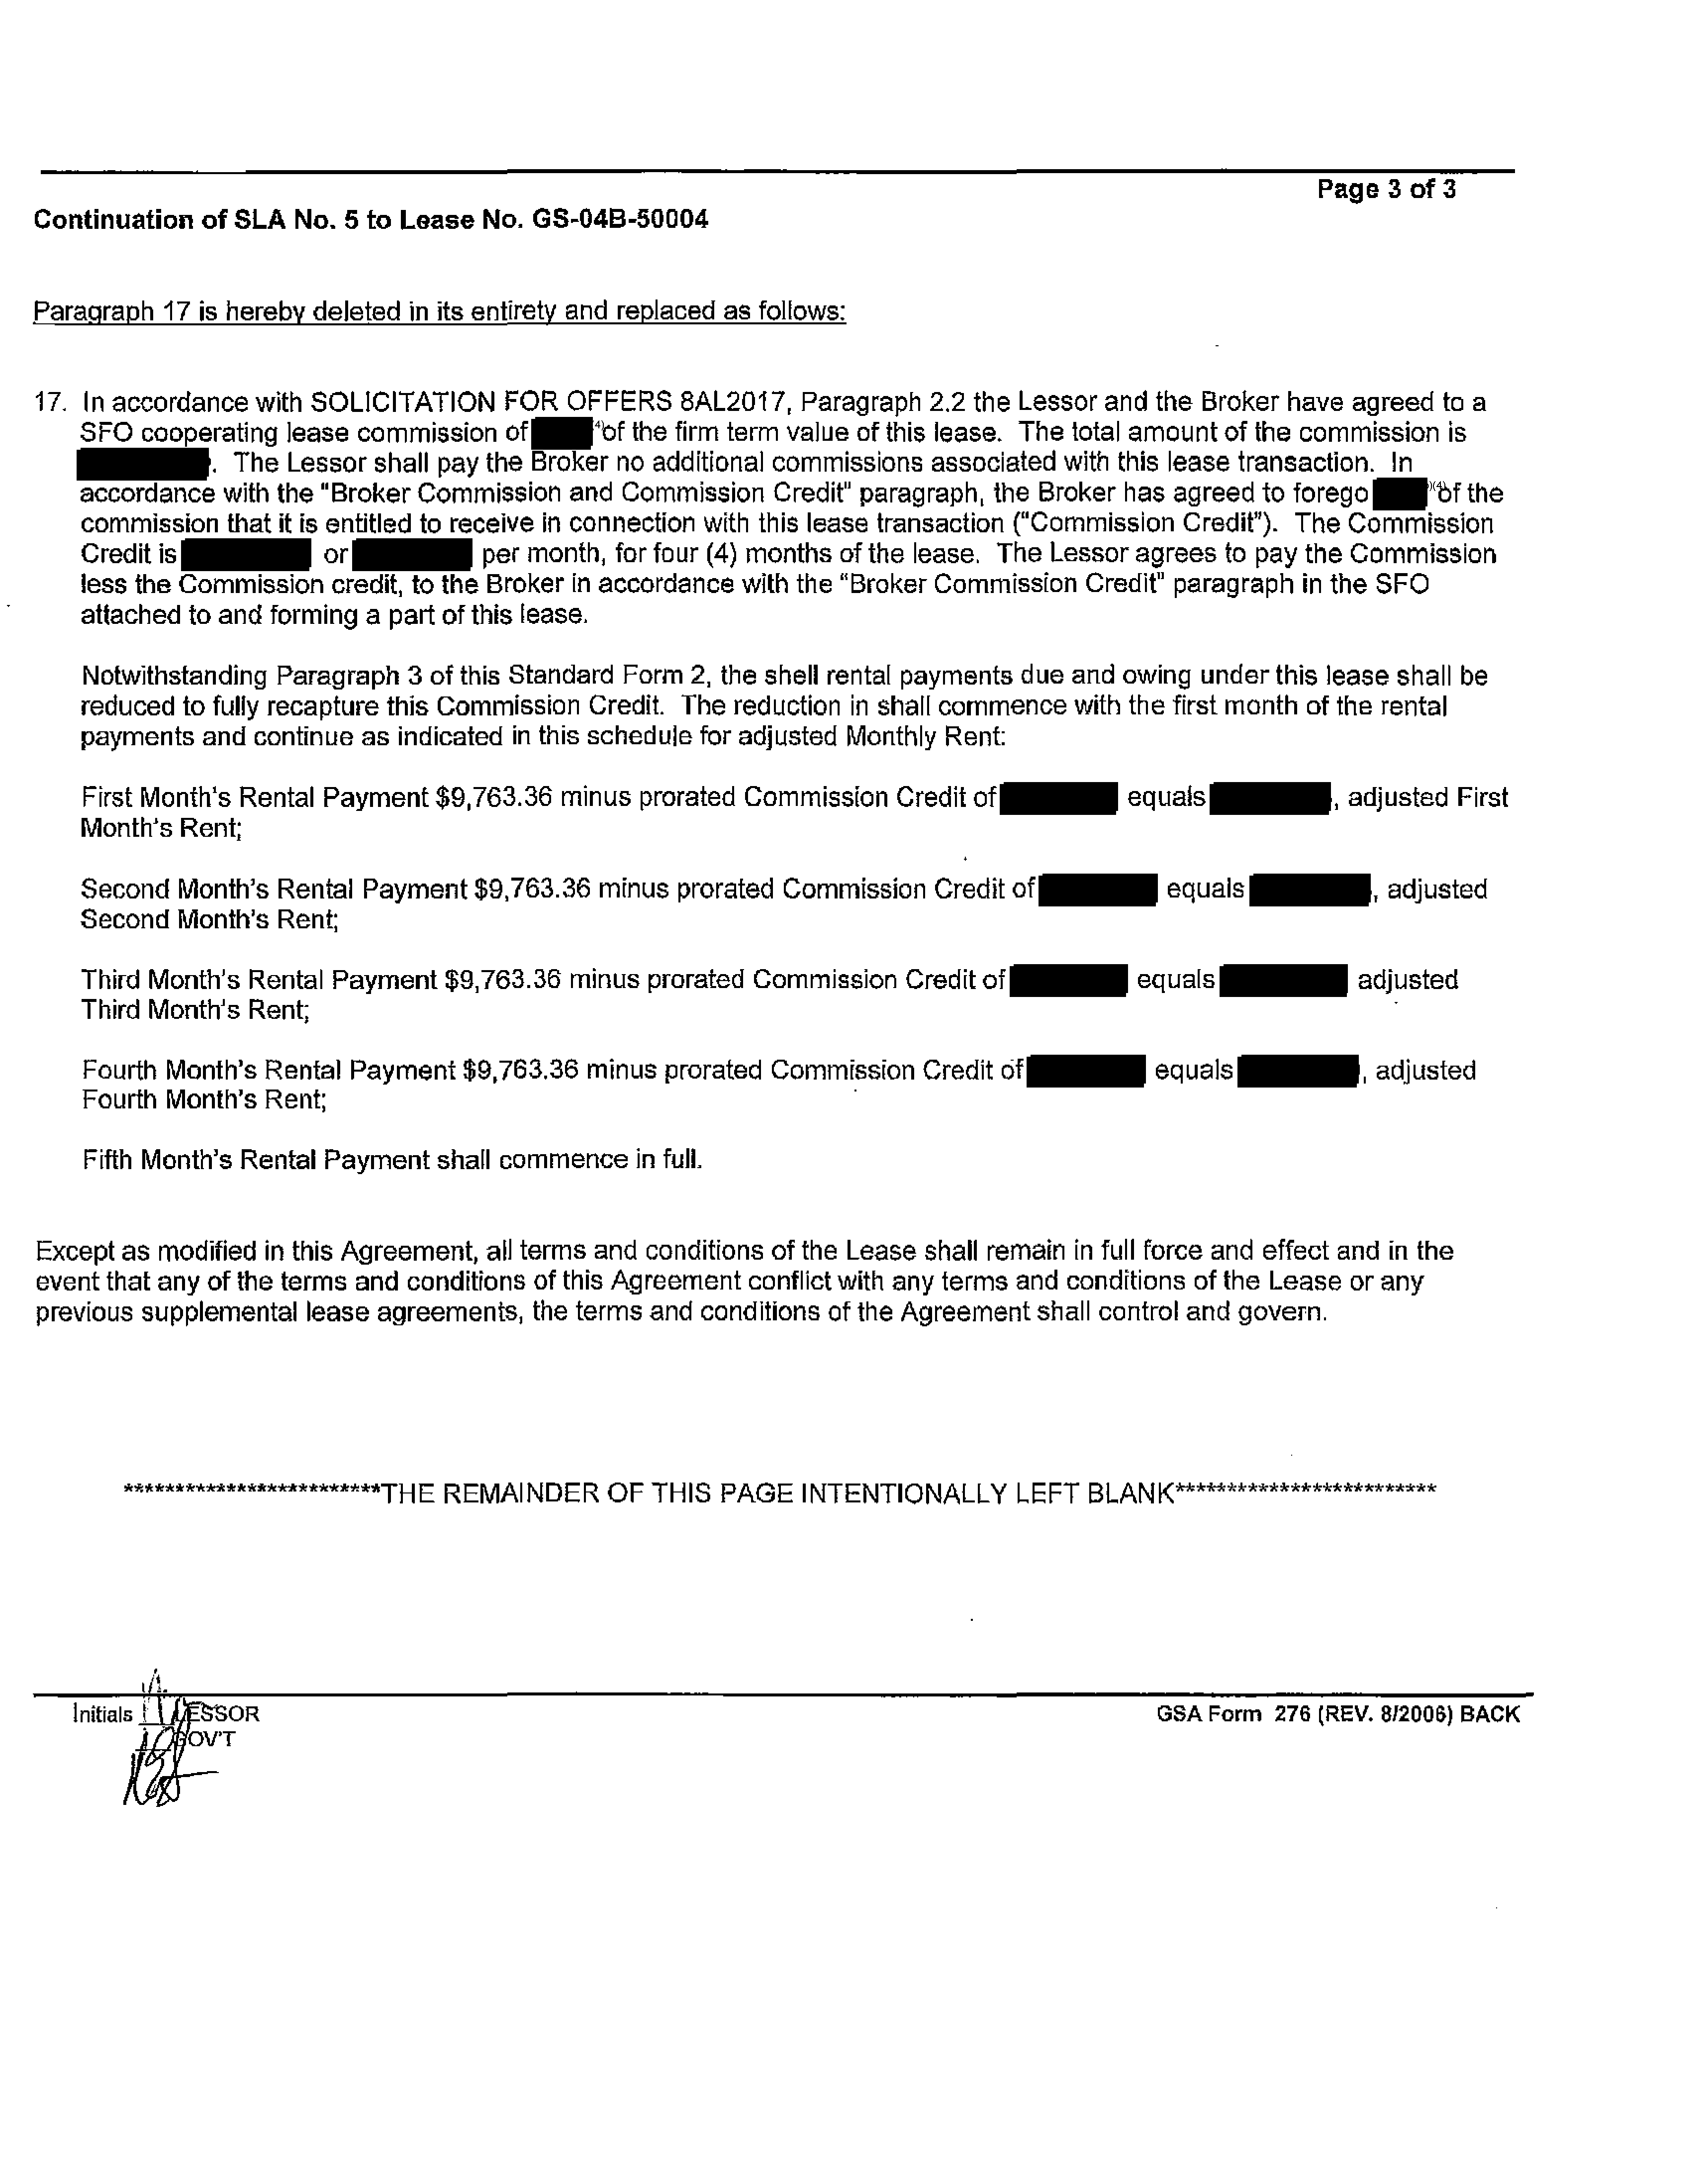 Page 3 of 3
Continuation of SLA No. 5 to Lease No. GS-04B-50004
Paragraph 17 is hereby deleted in its entirety and replaced as follows:
17. In accordance with SOLICITATION FOR OFFERS 8AL2017, Paragraph 2.2 the Lessor and the Broker have agreed to a
SFO cooperating lease commission of of the firm term value of this lease. The total amount of the commission is
. The Lessor shall pay the Broker no additional commissions associated with this lease transaction. In
accordance with the "Broker Commission and Commission Credit" paragraph, the Broker has agreed to forego of the
commission that it is entitled to receive in connection with this lease transaction ("Commission Credit"). The Commission
Credit is or per month, for four (4) months of the lease. The Lessor agrees to pay the Commission
less the Commission credit, to the Broker in accordance with the "Broker Commission Credit" paragraph in the SFO
attached to and forming a part of this lease.
Notwithstanding Paragraph 3 of this Standard Form 2, the shell rental payments due and owing under this lease shall be
reduced to fully recapture this Commission Credit. The reduction in shall commence with the first month of the rental
payments and continue as indicated in this schedule for adjusted Monthly Rent:
First Month's Rental Payment $9,763.36 minus prorated Commission Credit of equals , adjusted First
Month's Rent;
Second Month's Rental Payment $9,763.36 minus prorated Commission Credit of equals , adjusted
Second Month's Rent;
Third Month's Rental Payment $9,763.36 minus prorated Commission Credit of equals adjusted
Third Month's Rent;
Fourth Month's Rental Payment $9,763.36 minus prorated Commission Credit of equals , adjusted
Fourth Month's Rent;
Fifth Month's Rental Payment shall commence in full.
Except as modified in this Agreement, all terms and conditions of the Lease shall remain in full force and effect and in the
event that any of the terms and conditions of this Agreement conflict with any terms and conditions of the Lease or any
previous supplemental lease agreements, the terms and conditions of the Agreement shall control and govern.
*************************THE REMAINDER OF THIS PAGE INTENTIONALLY LEFT BLANK*************************
Initials LESSOR
GOV'T
GSA Form 276 (REV. 8/2006) BACK